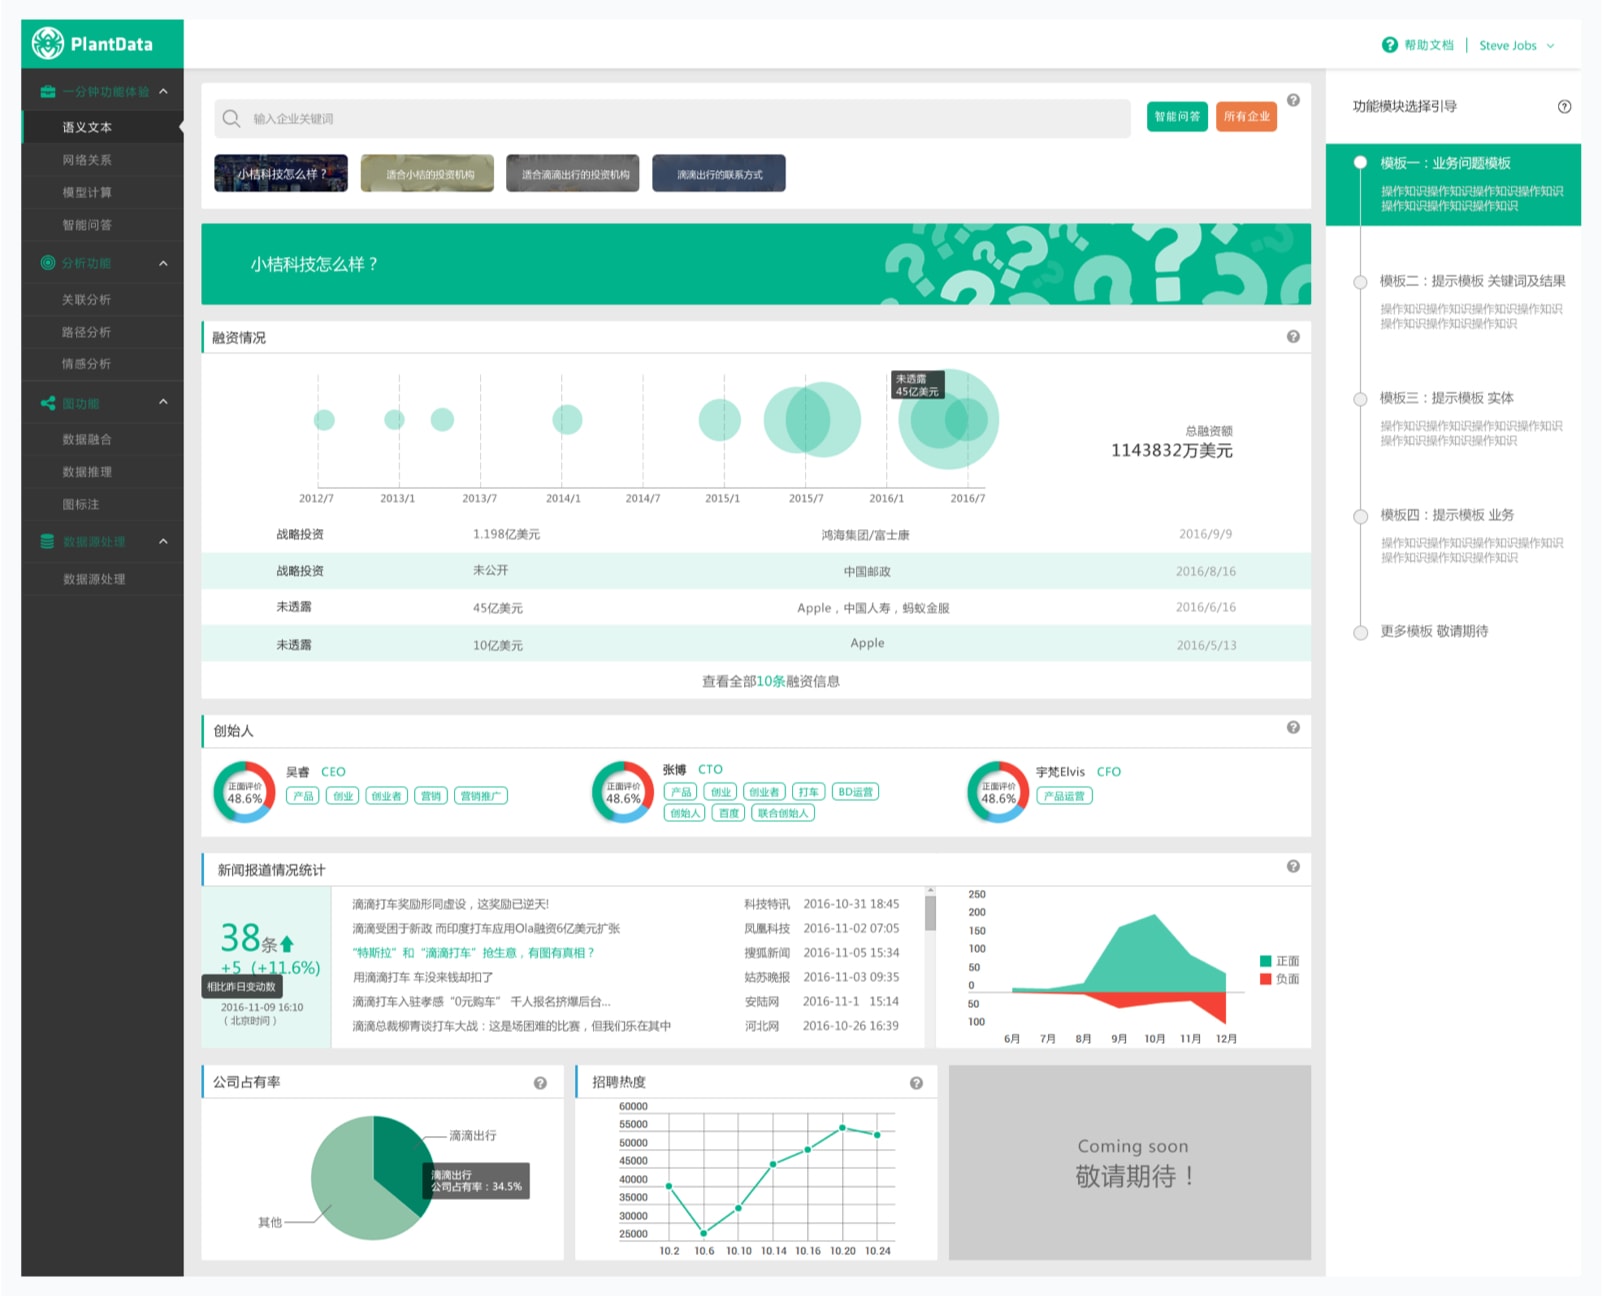 PlantData
帮助文档 | Steve Jobs
一分钟功能体验
语义文本
网络关系
模型计算
智能问答
分析功能
关联分析
路径分析
情感分析
图功能
数据融合
数据推理
图标注
数据源处理
数据源处理
输入企业关键词
智能问答
所有企业
小桔科技怎么样？
适合小桔的投资机构
适合滴滴出行的投资机构
滴滴出行的联系方式
小桔科技怎么样？
融资情况
未透露
45亿美元
总融资额
1143832万美元
2012/7 2013/1 2013/7 2014/1 2014/7 2015/1 2015/7 2016/1 2016/7
战略投资 1.198亿美元 鸿海集团/富士康 2016/9/9
战略投资 未公开 中国邮政 2016/8/16
未透露 45亿美元 Apple，中国人寿，蚂蚁金服 2016/6/16
未透露 10亿美元 Apple 2016/5/13
查看全部10条融资信息
创始人
正面评价
48.6%
吴睿 CEO
产品 创业 创业者 营销 营销推广
正面评价
48.6%
张博 CTO
产品 创业 创业者 打车 BD运营
创始人 百度 联合创始人
正面评价
48.6%
宇梵Elvis CFO
产品运营
新闻报道情况统计
38条
+5 (+11.6%)
相比昨日变动数
2016-11-09 16:10
（北京时间）
滴滴打车奖励形同虚设，这奖励已逆天! 科技特讯 2016-10-31 18:45
滴滴受困于新政 而印度打车应用Ola融资6亿美元扩张 凤凰科技 2016-11-02 07:05
“特斯拉”和“滴滴打车”抢生意，有图有真相？ 搜狐新闻 2016-11-05 15:34
用滴滴打车 车没来钱却扣了 姑苏晚报 2016-11-03 09:35
滴滴打车入驻孝感“0元购车” 千人报名挤爆后台... 安陆网 2016-11-1 15:14
滴滴总裁柳青谈打车大战：这是场困难的比赛，但我们乐在其中 河北网 2016-10-26 16:39
250
200
150
100
50
0
50
100
6月 7月 8月 9月 10月 11月 12月
正面
负面
公司占有率
滴滴出行
滴滴出行
公司占有率：34.5%
其他
招聘热度
60000
55000
50000
45000
40000
35000
30000
25000
10.2 10.6 10.10 10.14 10.16 10.20 10.24
Coming soon
敬请期待！
功能模块选择引导
模板一：业务问题模板
操作知识操作知识操作知识操作知识
操作知识操作知识操作知识
模板二：提示模板 关键词及结果
操作知识操作知识操作知识操作知识
操作知识操作知识操作知识
模板三：提示模板 实体
操作知识操作知识操作知识操作知识
操作知识操作知识操作知识
模板四：提示模板 业务
操作知识操作知识操作知识操作知识
操作知识操作知识操作知识
更多模板 敬请期待